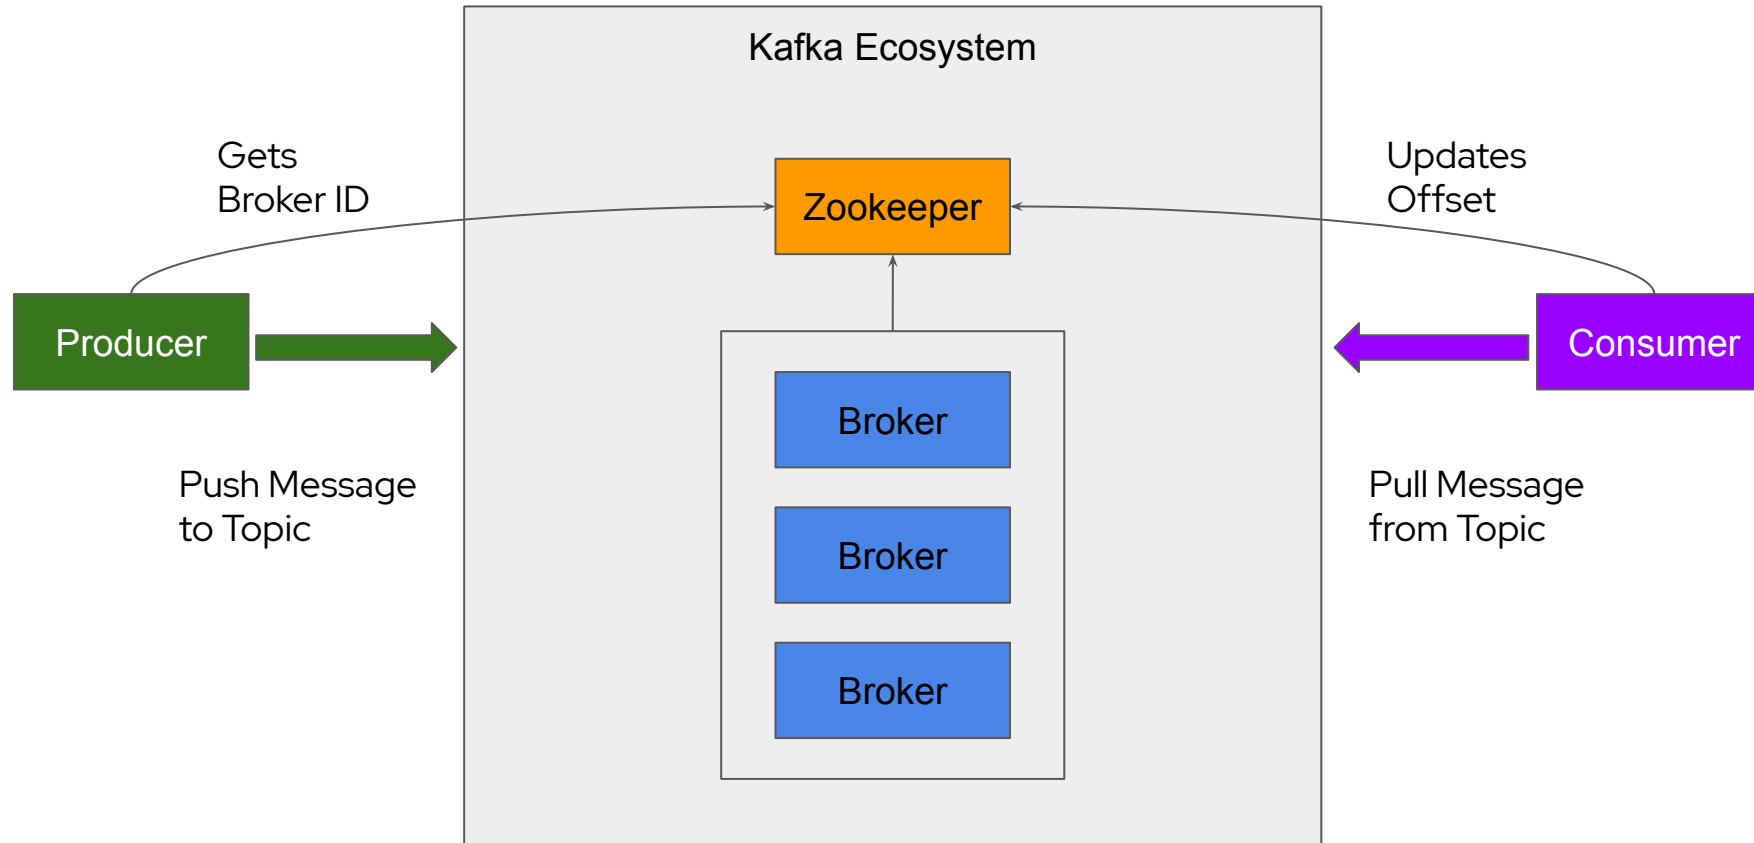 Kafka Ecosystem
Gets
Broker ID
Updates
Offset
Zookeeper
Producer
Consumer
Broker
Push Message
to Topic
Pull Message
from Topic
Broker
Broker